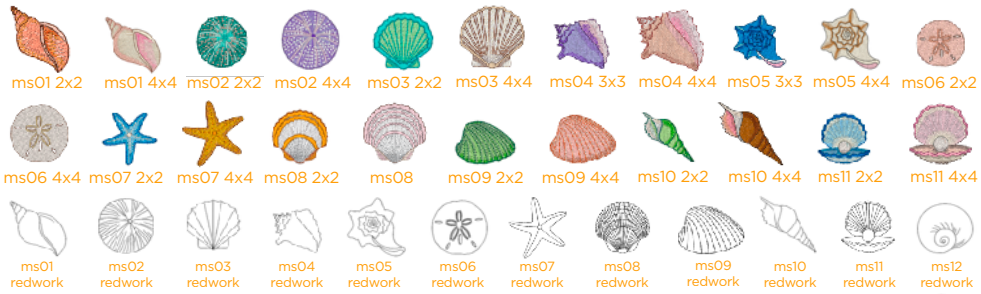 ms01 2x2 ms01 4x4 ms02 2x2 ms02 4x4 ms03 2x2 ms03 4x4 ms04 3x3 ms04 4x4 ms05 3x3 ms05 4x4 ms06 2x2
ms06 4x4 ms07 2x2 ms07 4x4 ms08 2x2 ms08 ms09 2x2 ms09 4x4 ms10 2x2 ms10 4x4 ms11 2x2 ms11 4x4
ms01 ms02 ms03 ms04 ms05 ms06 ms07 ms08 ms09 ms10 ms11 ms12
redwork redwork redwork redwork redwork redwork redwork redwork redwork redwork redwork redwork